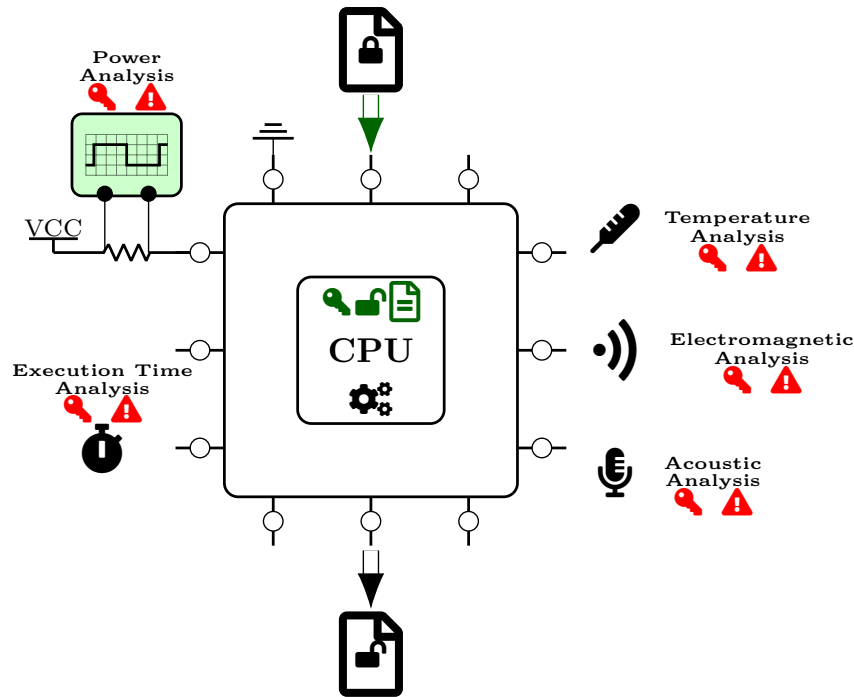 Power
Analysis
VCC
Temperature
Analysis
CPU
Electromagnetic
Analysis
Execution Time
Analysis
Acoustic
Analysis